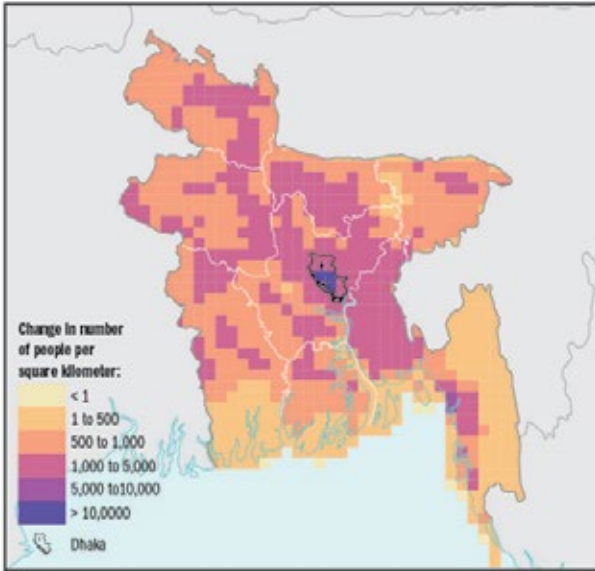 Change in number
of people per
square kilometer:
< 1
1 to 500
500 to 1,000
1,000 to 5,000
5,000 to10,000
> 10,0000
Dhaka